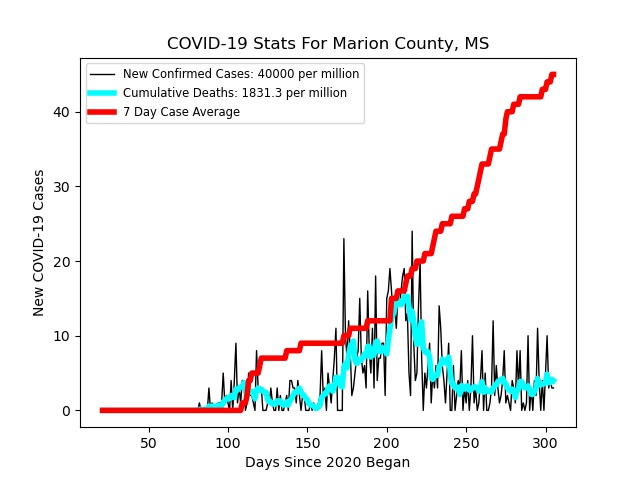 COVID-19 Stats For Marion County, MS
New Confirmed Cases: 40000 per million
Cumulative Deaths: 1831.3 per million
7 Day Case Average
New COVID-19 Cases
40
30
20
10
0
50 100 150 200 250 300
Days Since 2020 Began